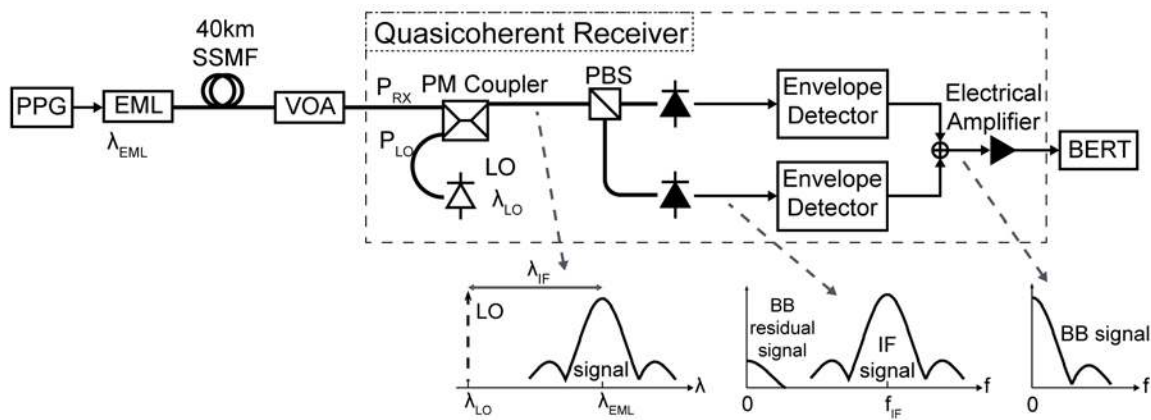 Quasicoherent Receiver
40km
SSMF
PPG
EML
λEML
VOA
PRX
PLO
PM Coupler
LO
λLO
PBS
Envelope
Detector
Envelope
Detector
Electrical
Amplifier
BERT
λIF
LO
signal
λLO
λEML
λ
BB
residual
signal
IF
signal
0
fIF
f
BB signal
0
f